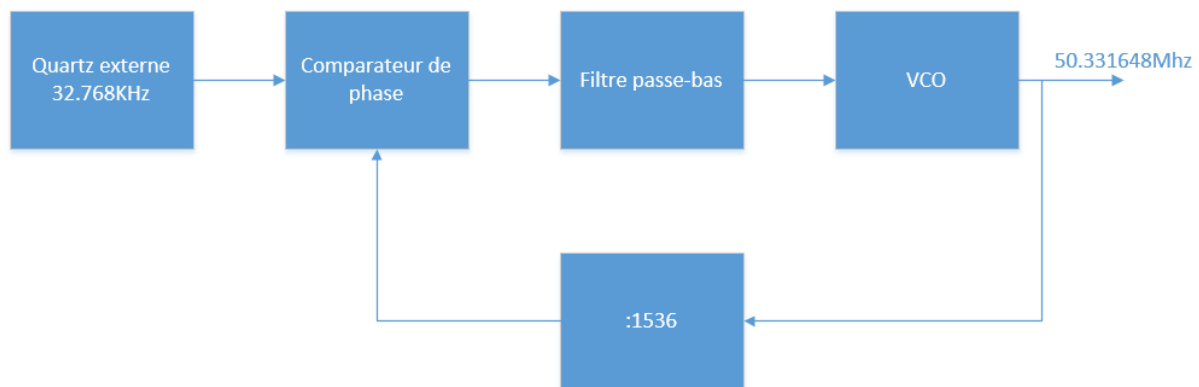 Quartz externe
32.768KHz
Comparateur de
phase
Filtre passe-bas
VCO
50.331648Mhz
:1536